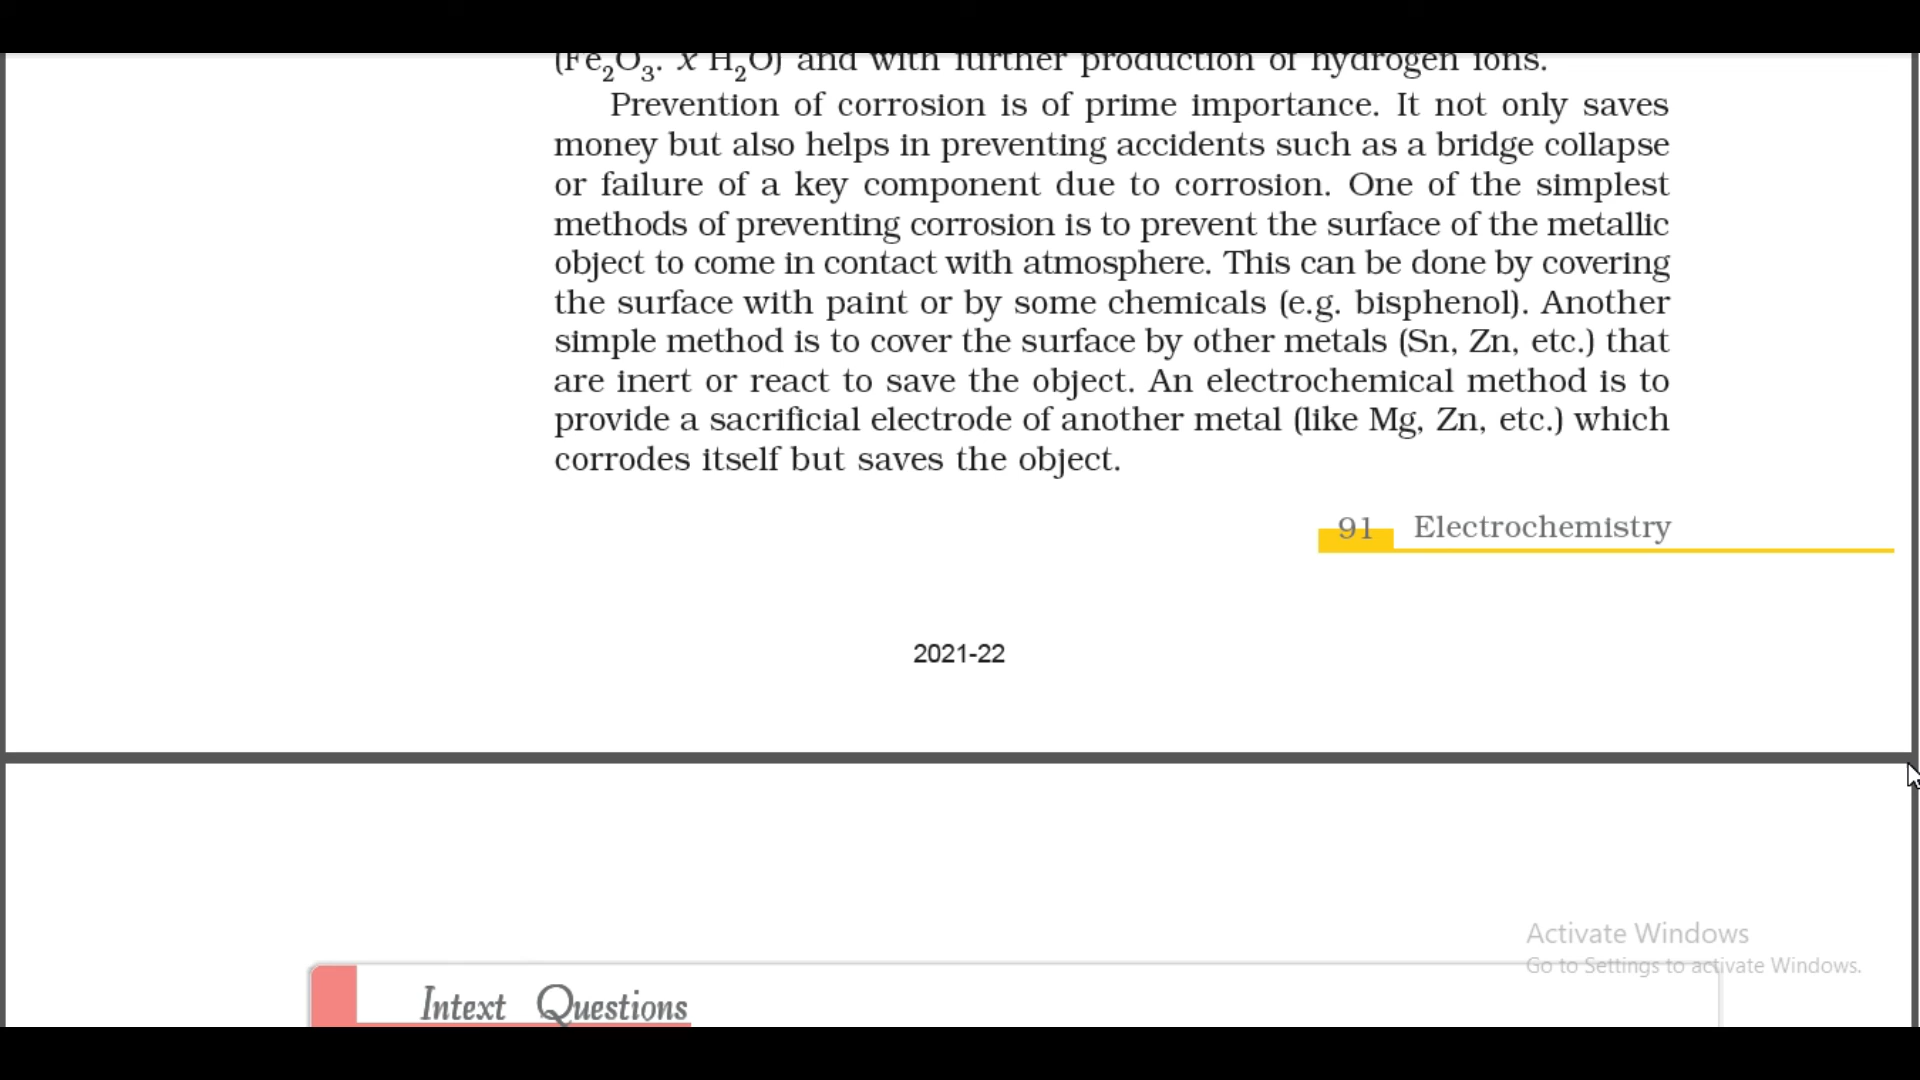 (Fe₂O₃. x H₂O) and with further production of hydrogen ions.
Prevention of corrosion is of prime importance. It not only saves
money but also helps in preventing accidents such as a bridge collapse
or failure of a key component due to corrosion. One of the simplest
methods of preventing corrosion is to prevent the surface of the metallic
object to come in contact with atmosphere. This can be done by covering
the surface with paint or by some chemicals (e.g. bisphenol). Another
simple method is to cover the surface by other metals (Sn, Zn, etc.) that
are inert or react to save the object. An electrochemical method is to
provide a sacrificial electrode of another metal (like Mg, Zn, etc.) which
corrodes itself but saves the object.
91 Electrochemistry
2021-22
Activate Windows
Go to Settings to activate Windows.
Intext Questions